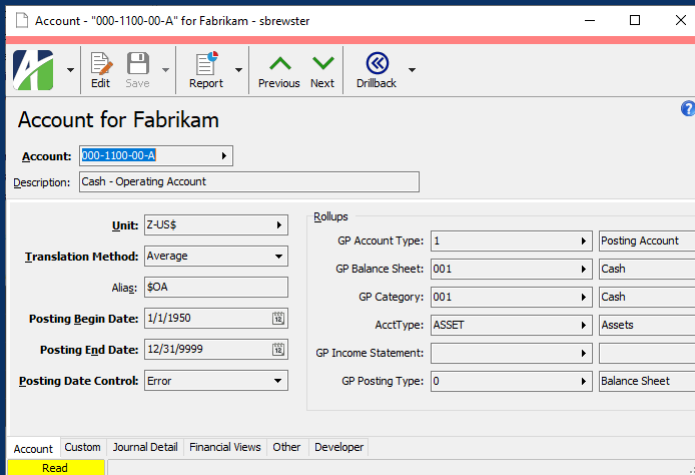 Account - "000-1100-00-A" for Fabrikam - sbrewster
Edit Save Report Previous Next Drillback
Account for Fabrikam
?
Account: 000-1100-00-A
Description: Cash - Operating Account
Rollups
Unit: Z-US$
GP Account Type: 1 Posting Account
Translation Method: Average
GP Balance Sheet: 001 Cash
Alias: $OA
GP Category: 001 Cash
Posting Begin Date: 1/1/1950 12
AcctType: ASSET Assets
Posting End Date: 12/31/9999 12
GP Income Statement:
Posting Date Control: Error
GP Posting Type: 0 Balance Sheet
Account Custom Journal Detail Financial Views Other Developer
Read